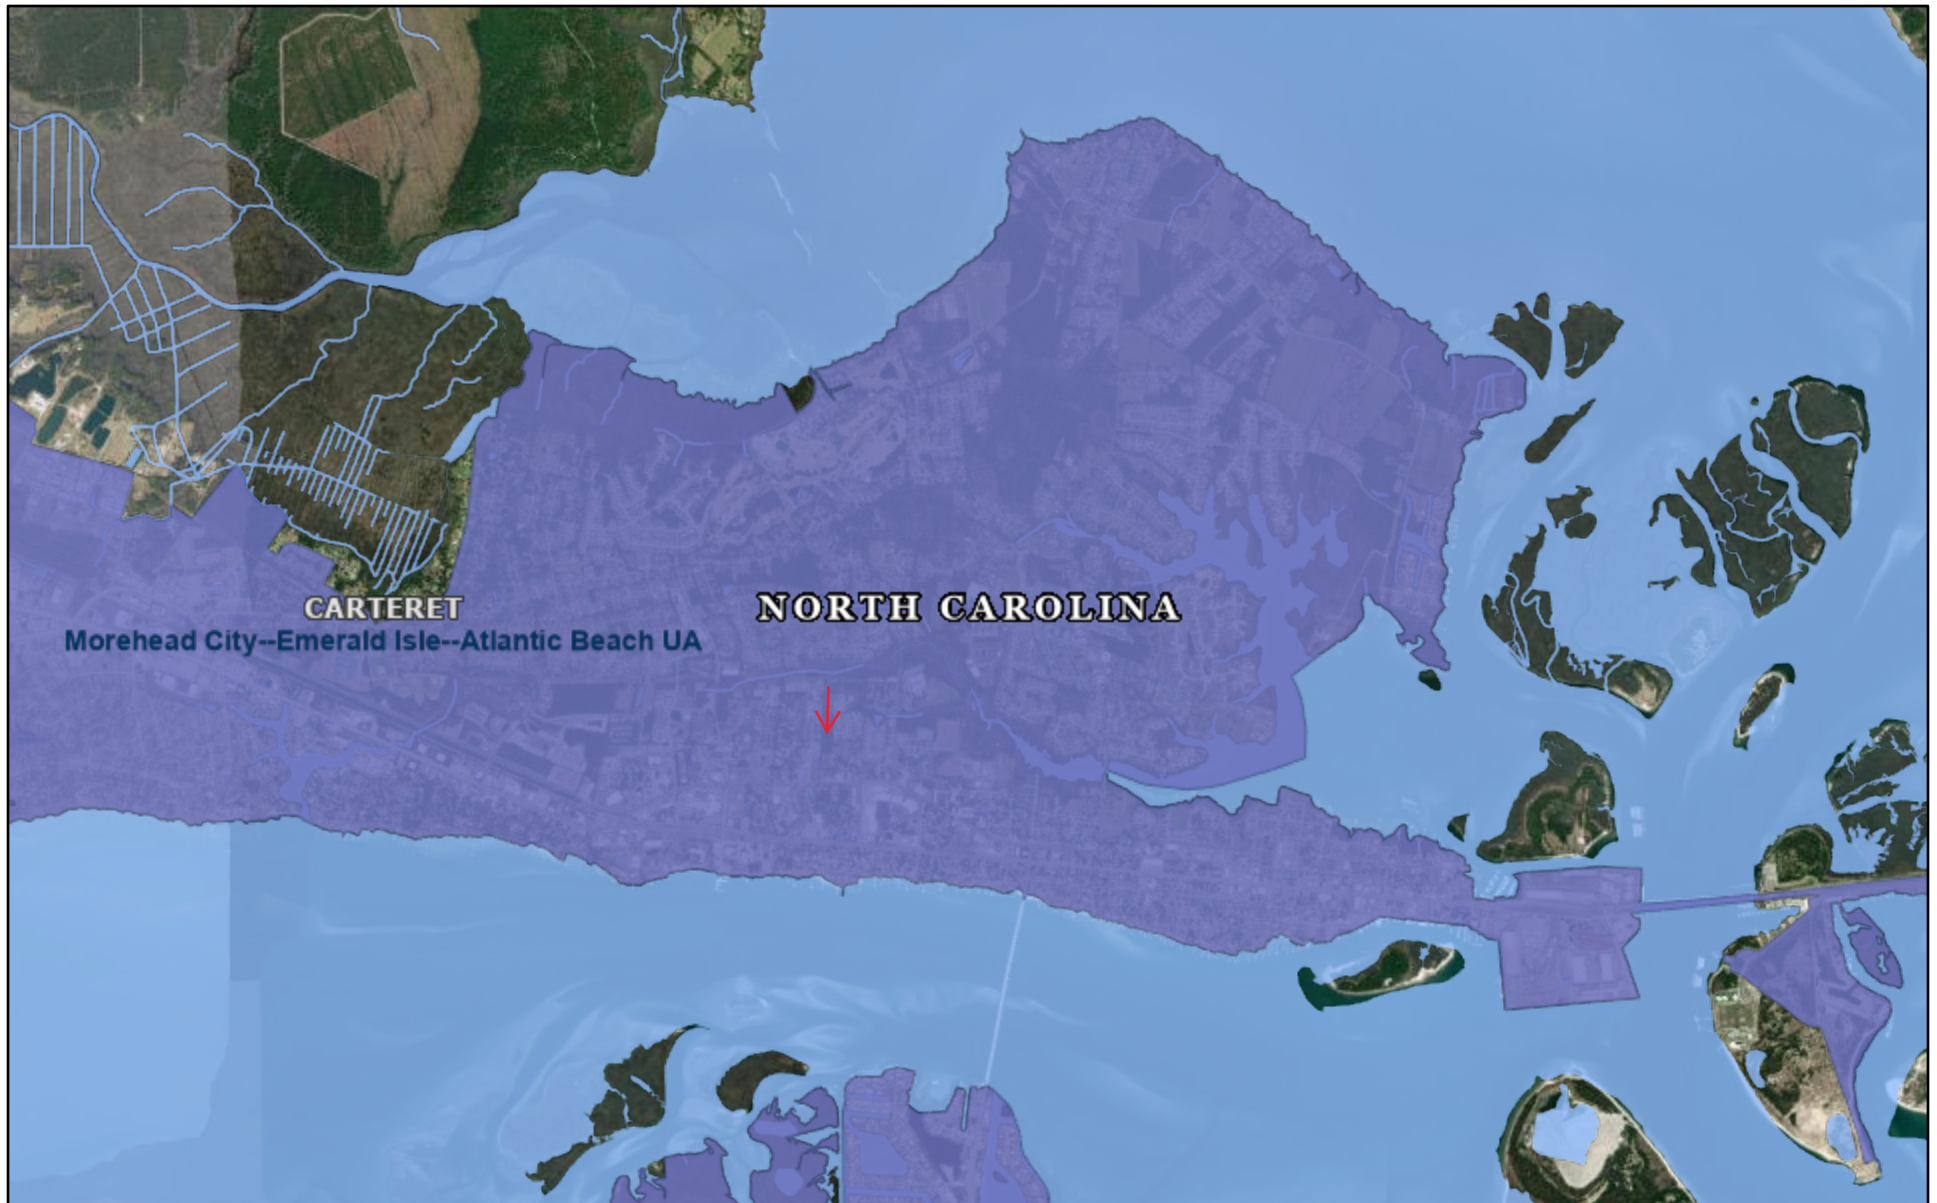 CARTERET
NORTH CAROLINA
Morehead City--Emerald Isle--Atlantic Beach UA